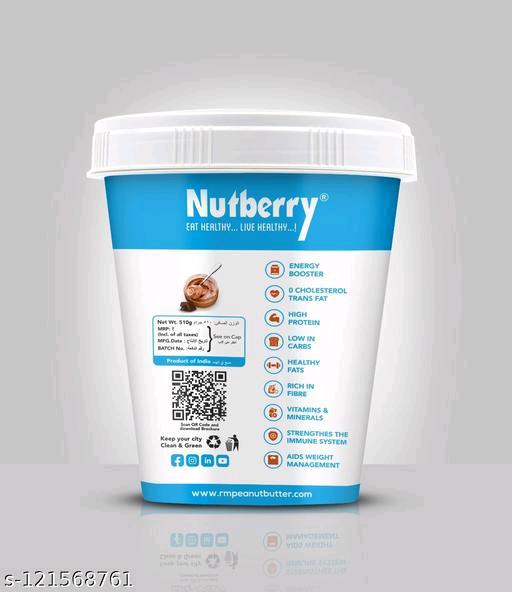 Nutberry®
EAT HEALTHY... LIVE HEALTHY...!
ENERGY
BOOSTER
0 CHOLESTEROL
TRANS FAT
HIGH
PROTEIN
LOW IN
CARBS
HEALTHY
FATS
RICH IN
FIBRE
VITAMINS &
MINERALS
STRENGTHES THE
IMMUNE SYSTEM
AIDS WEIGHT
MANAGEMENT
Net Wt. 510g
MRP: ₹
(Incl. of all taxes)
MFG.Date : تاريخ الإنتاج
BATCH No. :
See on Cap
Product of India
Scan QR Code and
download Brochure
Keep your city
Clean & Green
www.rmpeanutbutter.com
s-121568761